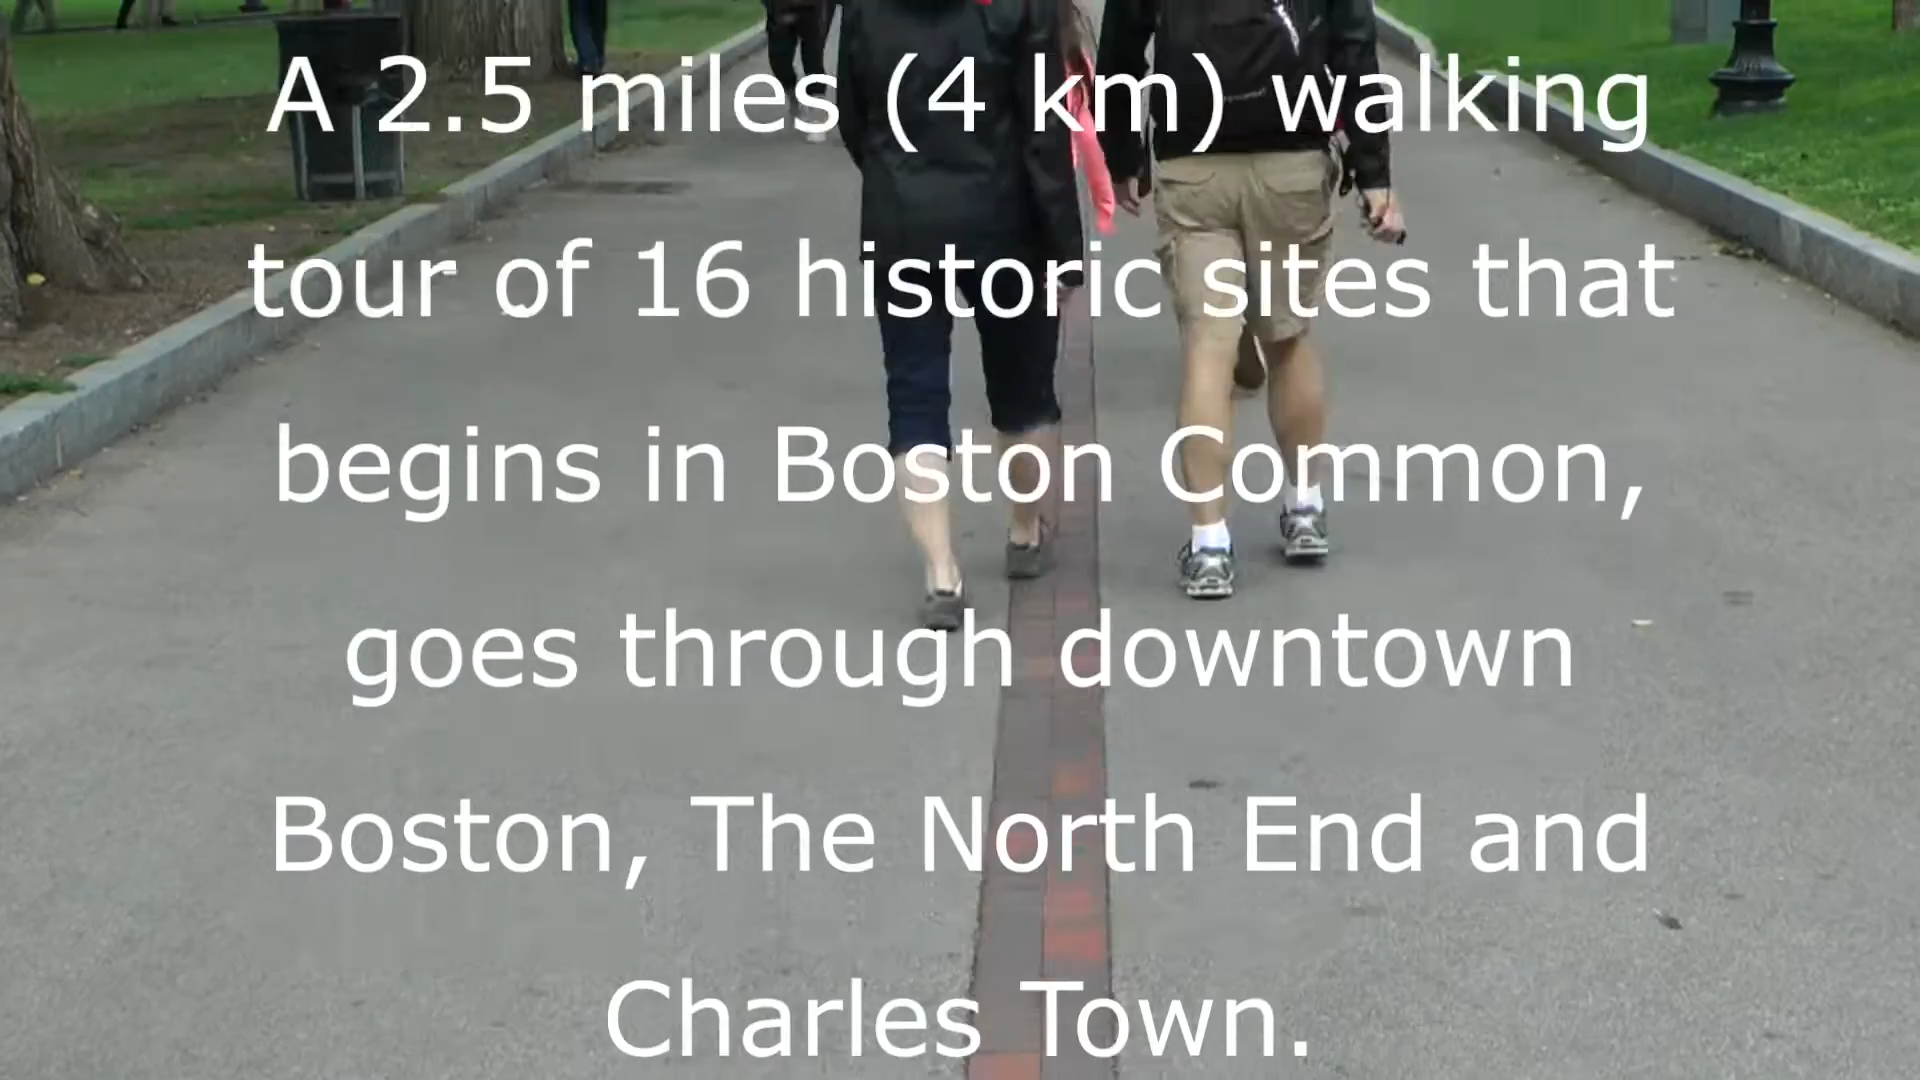 A 2.5 miles (4 km) walking
tour of 16 historic sites that
begins in Boston Common,
goes through downtown
Boston, The North End and
Charles Town.